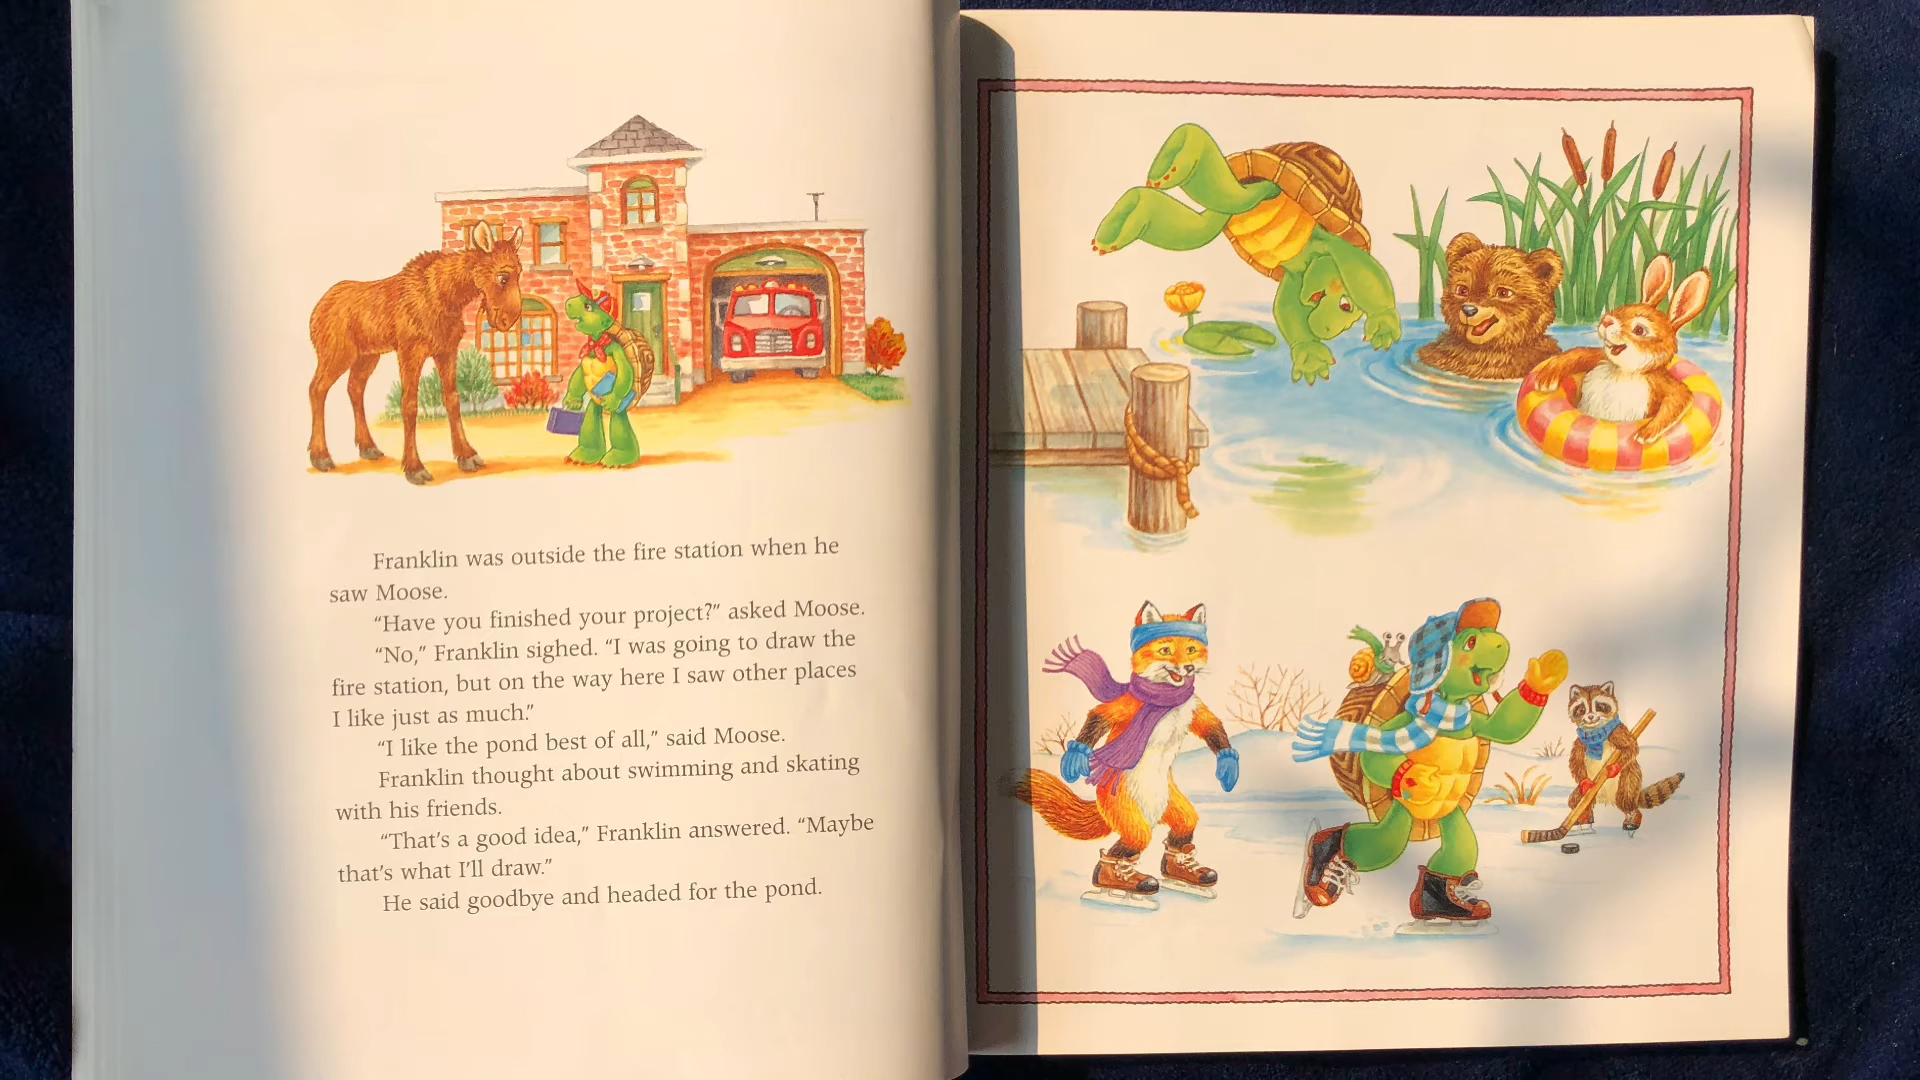 Franklin was outside the fire station when he
saw Moose.
“Have you finished your project?” asked Moose.
“No,” Franklin sighed. “I was going to draw the
fire station, but on the way here I saw other places
I like just as much.”
“I like the pond best of all,” said Moose.
Franklin thought about swimming and skating
with his friends.
“That’s a good idea,” Franklin answered. “Maybe
that’s what I’ll draw.”
He said goodbye and headed for the pond.